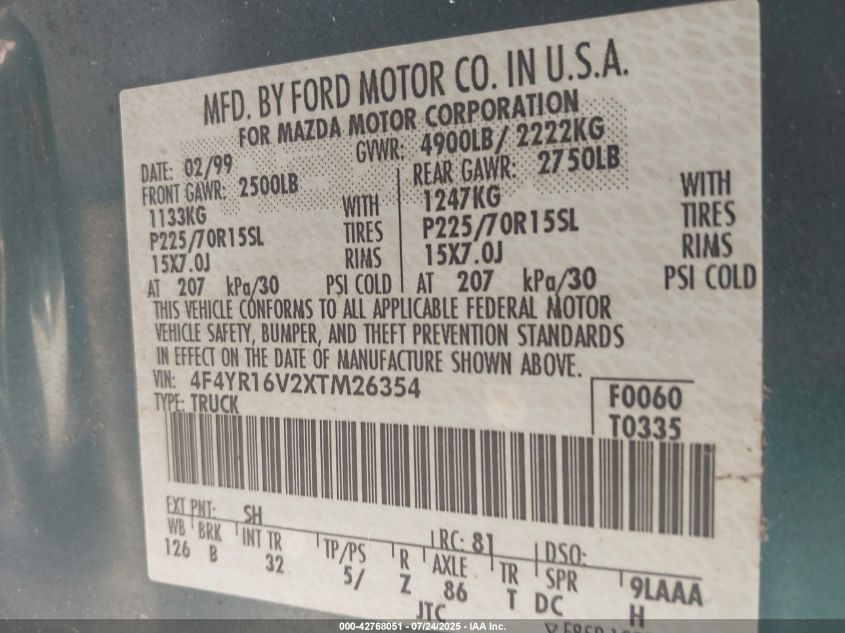 MFD. BY FORD MOTOR CO. IN U.S.A.
FOR MAZDA MOTOR CORPORATION
DATE: 02/99 GVWR: 4900LB/ 2222KG
FRONT GAWR: 2500LB REAR GAWR: 2750LB
1133KG WITH 1247KG WITH
P225/70R15SL TIRES P225/70R15SL TIRES
15X7.0J RIMS 15X7.0J RIMS
AT 207 kPa/30 PSI COLD AT 207 kPa/30 PSI COLD
THIS VEHICLE CONFORMS TO ALL APPLICABLE FEDERAL MOTOR
VEHICLE SAFETY, BUMPER, AND THEFT PREVENTION STANDARDS
IN EFFECT ON THE DATE OF MANUFACTURE SHOWN ABOVE.
VIN: 4F4YR16V2XTM26354 F0060
TYPE: TRUCK T0335
EXT PNT: SH RC: 81 DSO:
WB BRK INT TR TP/PS R AXLE TR SPR 9LAAA
126 B 32 5/ Z 86 T DC H
JTC
000-42768051 - 07/24/2025 - IAA Inc.